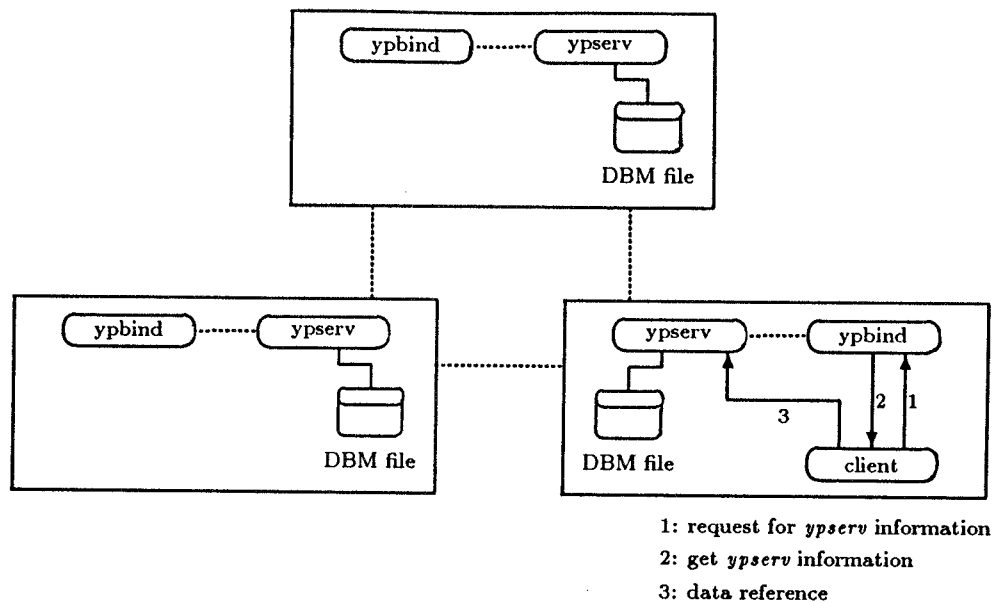 ypbind
ypserv
DBM file
ypbind
ypserv
DBM file
ypserv
ypbind
3
2
1
DBM file
client
1: request for ypserv information
2: get ypserv information
3: data reference